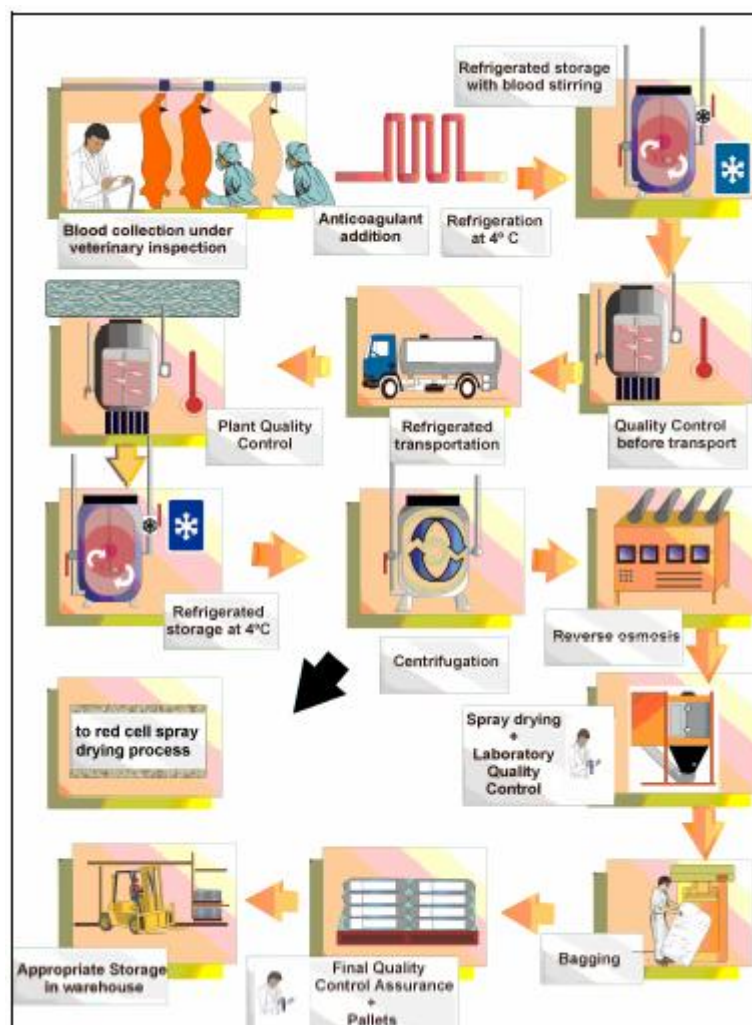 Refrigerated storage
with blood stirring
Blood collection under
veterinary inspection
Anticoagulant
addition
Refrigeration
at 4º C
Plant Quality
Control
Refrigerated
transportation
Quality Control
before transport
Refrigerated
storage at 4ºC
Centrifugation
Reverse osmosis
to red cell spray
drying process
Spray drying
+
Laboratory
Quality
Control
Appropriate Storage
in warehouse
Final Quality
Control Assurance
+
Pallets
Bagging